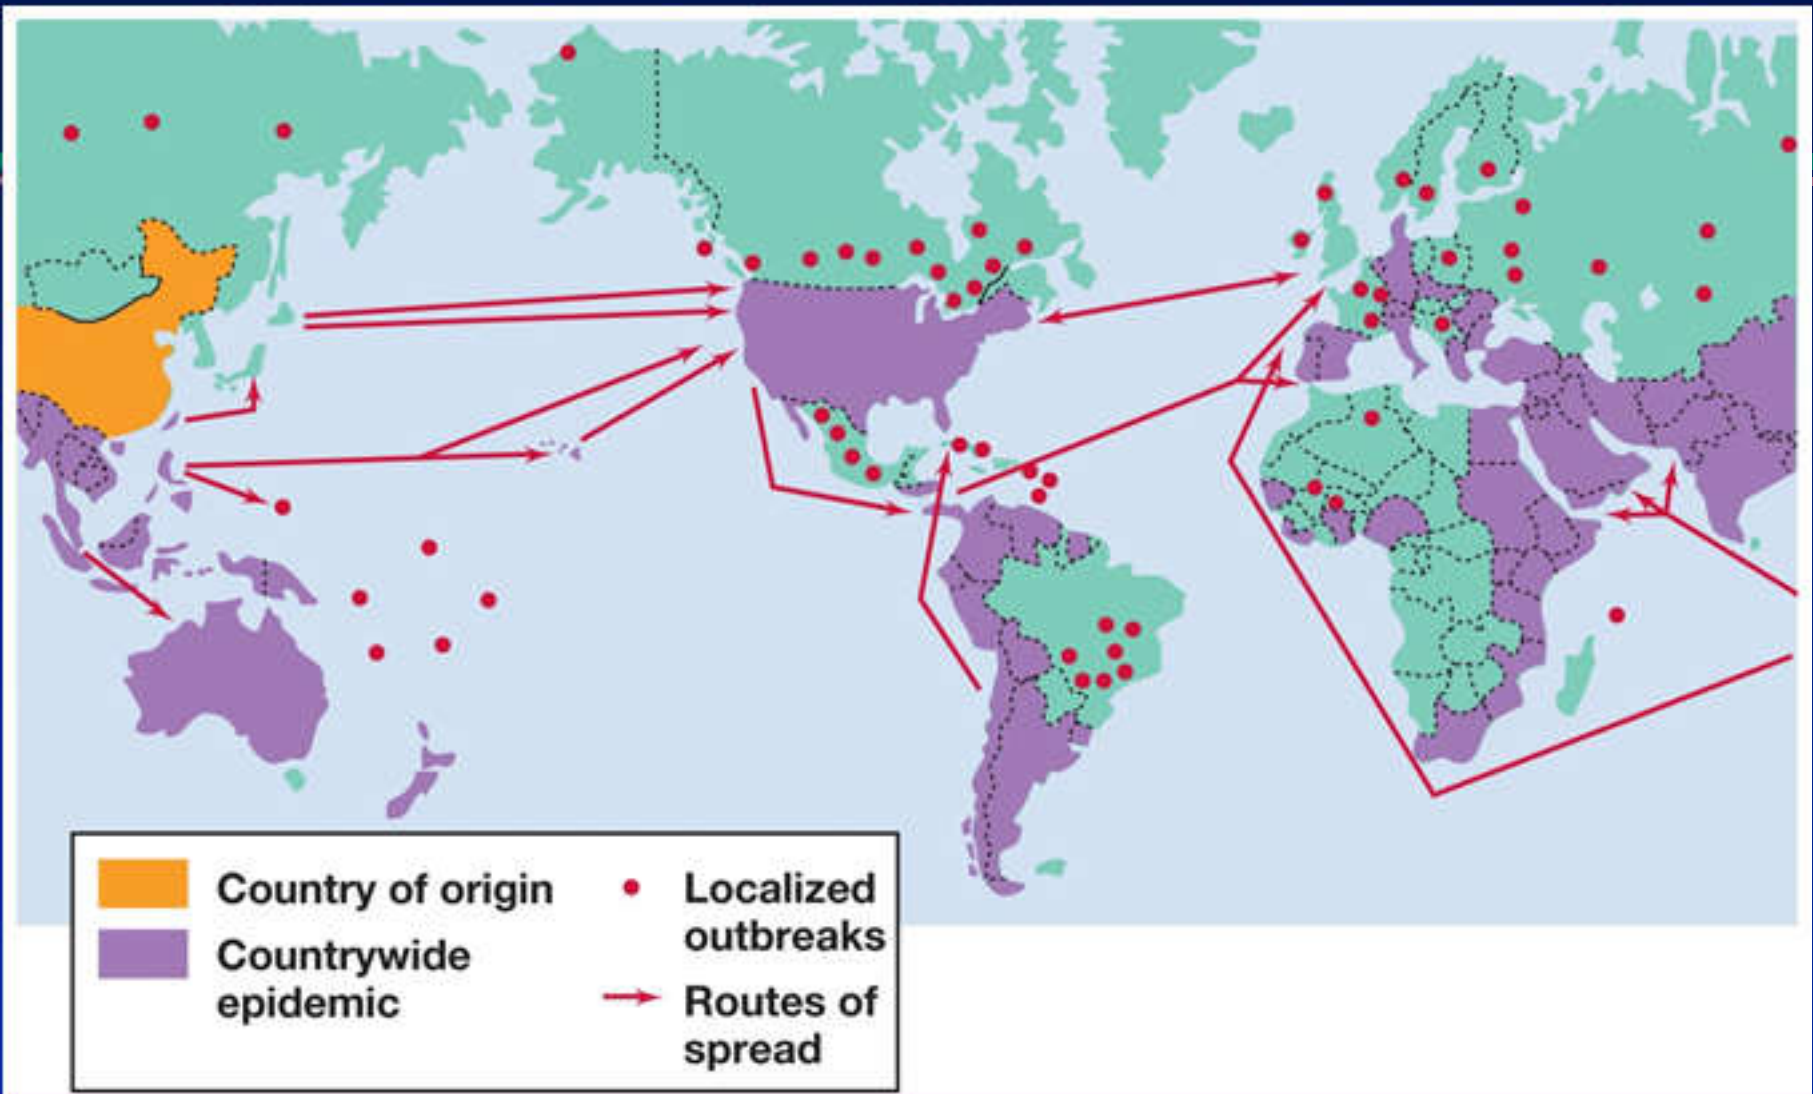 Country of origin
Countrywide
epidemic
Localized
outbreaks
Routes of
spread